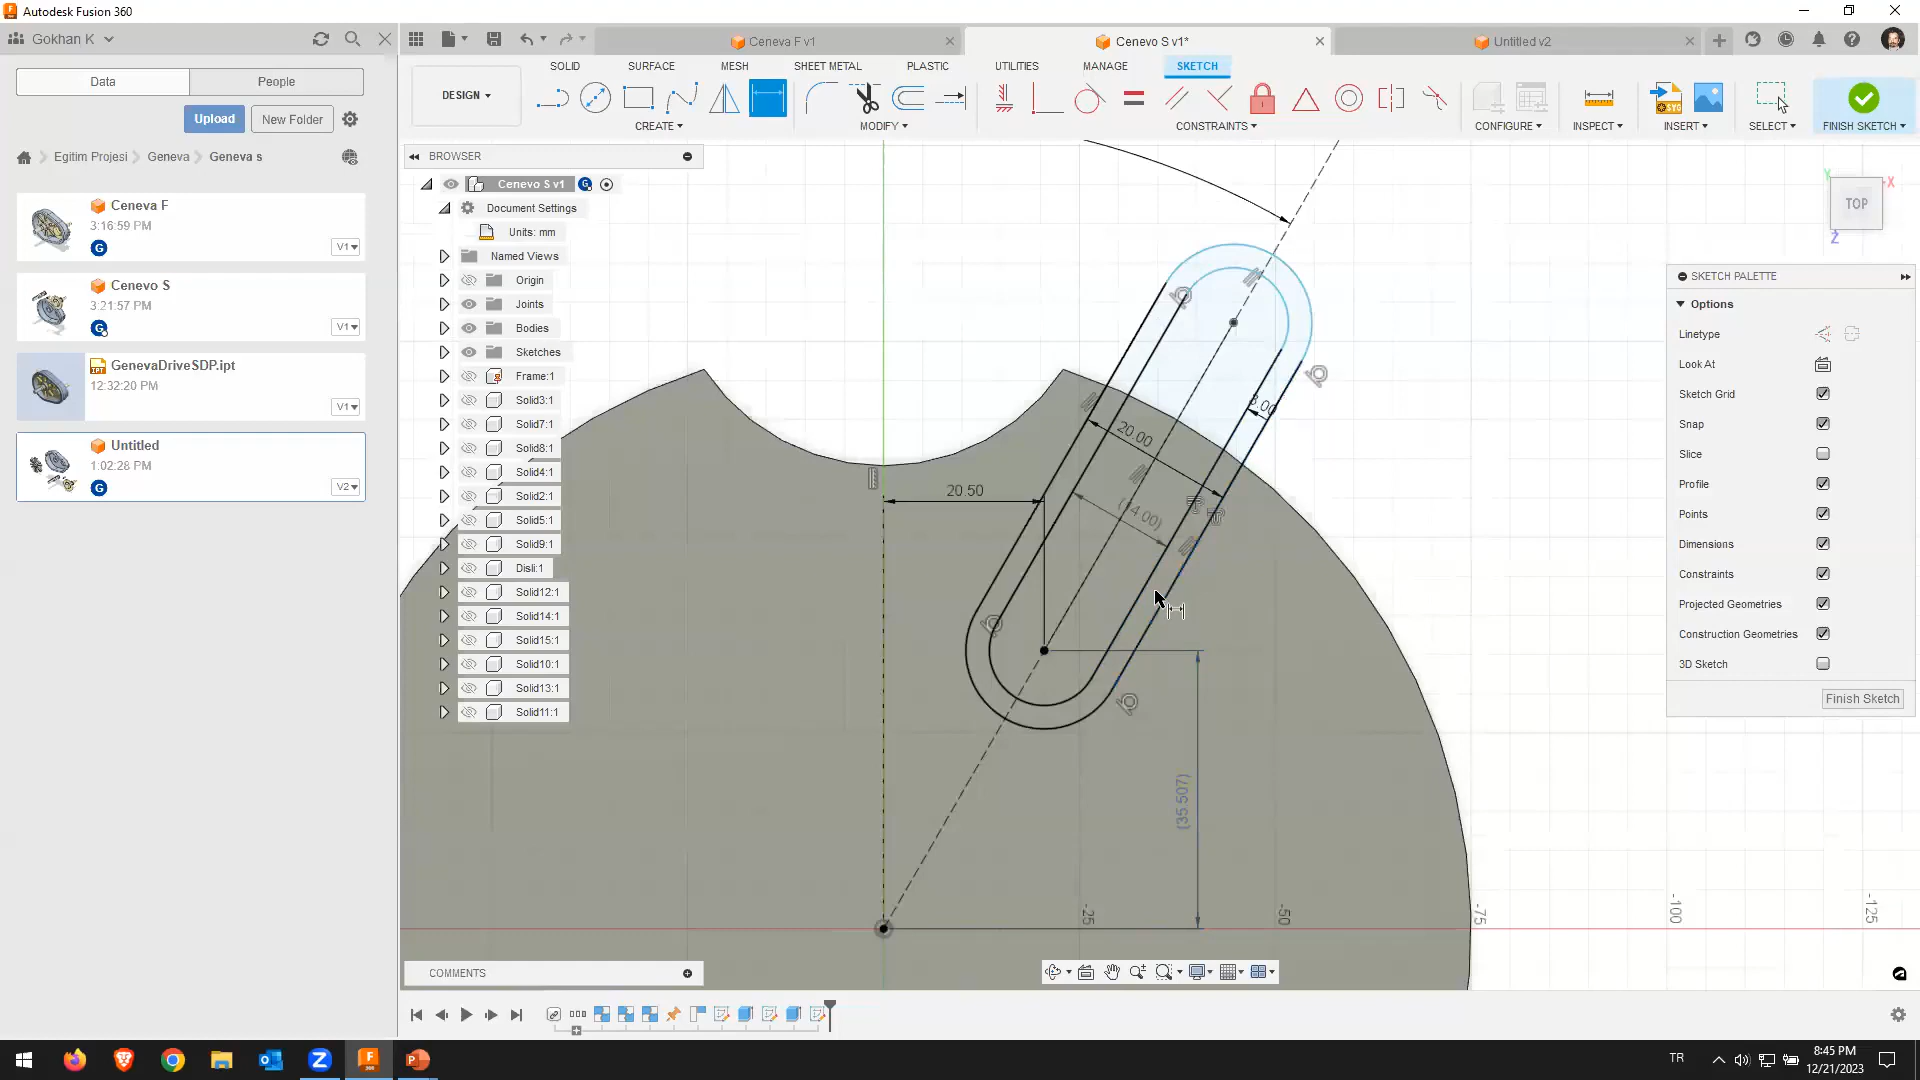 Autodesk Fusion 360
Gokhan K
Ceneva F v1
Cenevo S v1*
Untitled v2
Data
People
Upload
New Folder
Egitim Projesi
Geneva
Geneva s
Ceneva F
3:16:59 PM
G
V1
Cenevo S
3:21:57 PM
G
V1
GenevaDriveSDP.ipt
12:32:20 PM
V1
Untitled
1:02:28 PM
G
V2
SOLID
SURFACE
MESH
SHEET METAL
PLASTIC
UTILITIES
MANAGE
SKETCH
DESIGN
CREATE
MODIFY
CONSTRAINTS
CONFIGURE
INSPECT
INSERT
SELECT
FINISH SKETCH
BROWSER
Cenevo S v1
G
Document Settings
Units: mm
Named Views
Origin
Joints
Bodies
Sketches
Frame:1
Solid3:1
Solid7:1
Solid8:1
Solid4:1
Solid2:1
Solid5:1
Solid9:1
Disli:1
Solid12:1
Solid14:1
Solid15:1
Solid10:1
Solid13:1
Solid11:1
3.00
20.00
20.50
(14.00)
(35.507)
-25
-50
-75
-100
-125
TOP
X
Y
Z
SKETCH PALETTE
Options
Linetype
Look At
Sketch Grid
Snap
Slice
Profile
Points
Dimensions
Constraints
Projected Geometries
Construction Geometries
3D Sketch
Finish Sketch
COMMENTS
TR
8:45 PM
12/21/2023